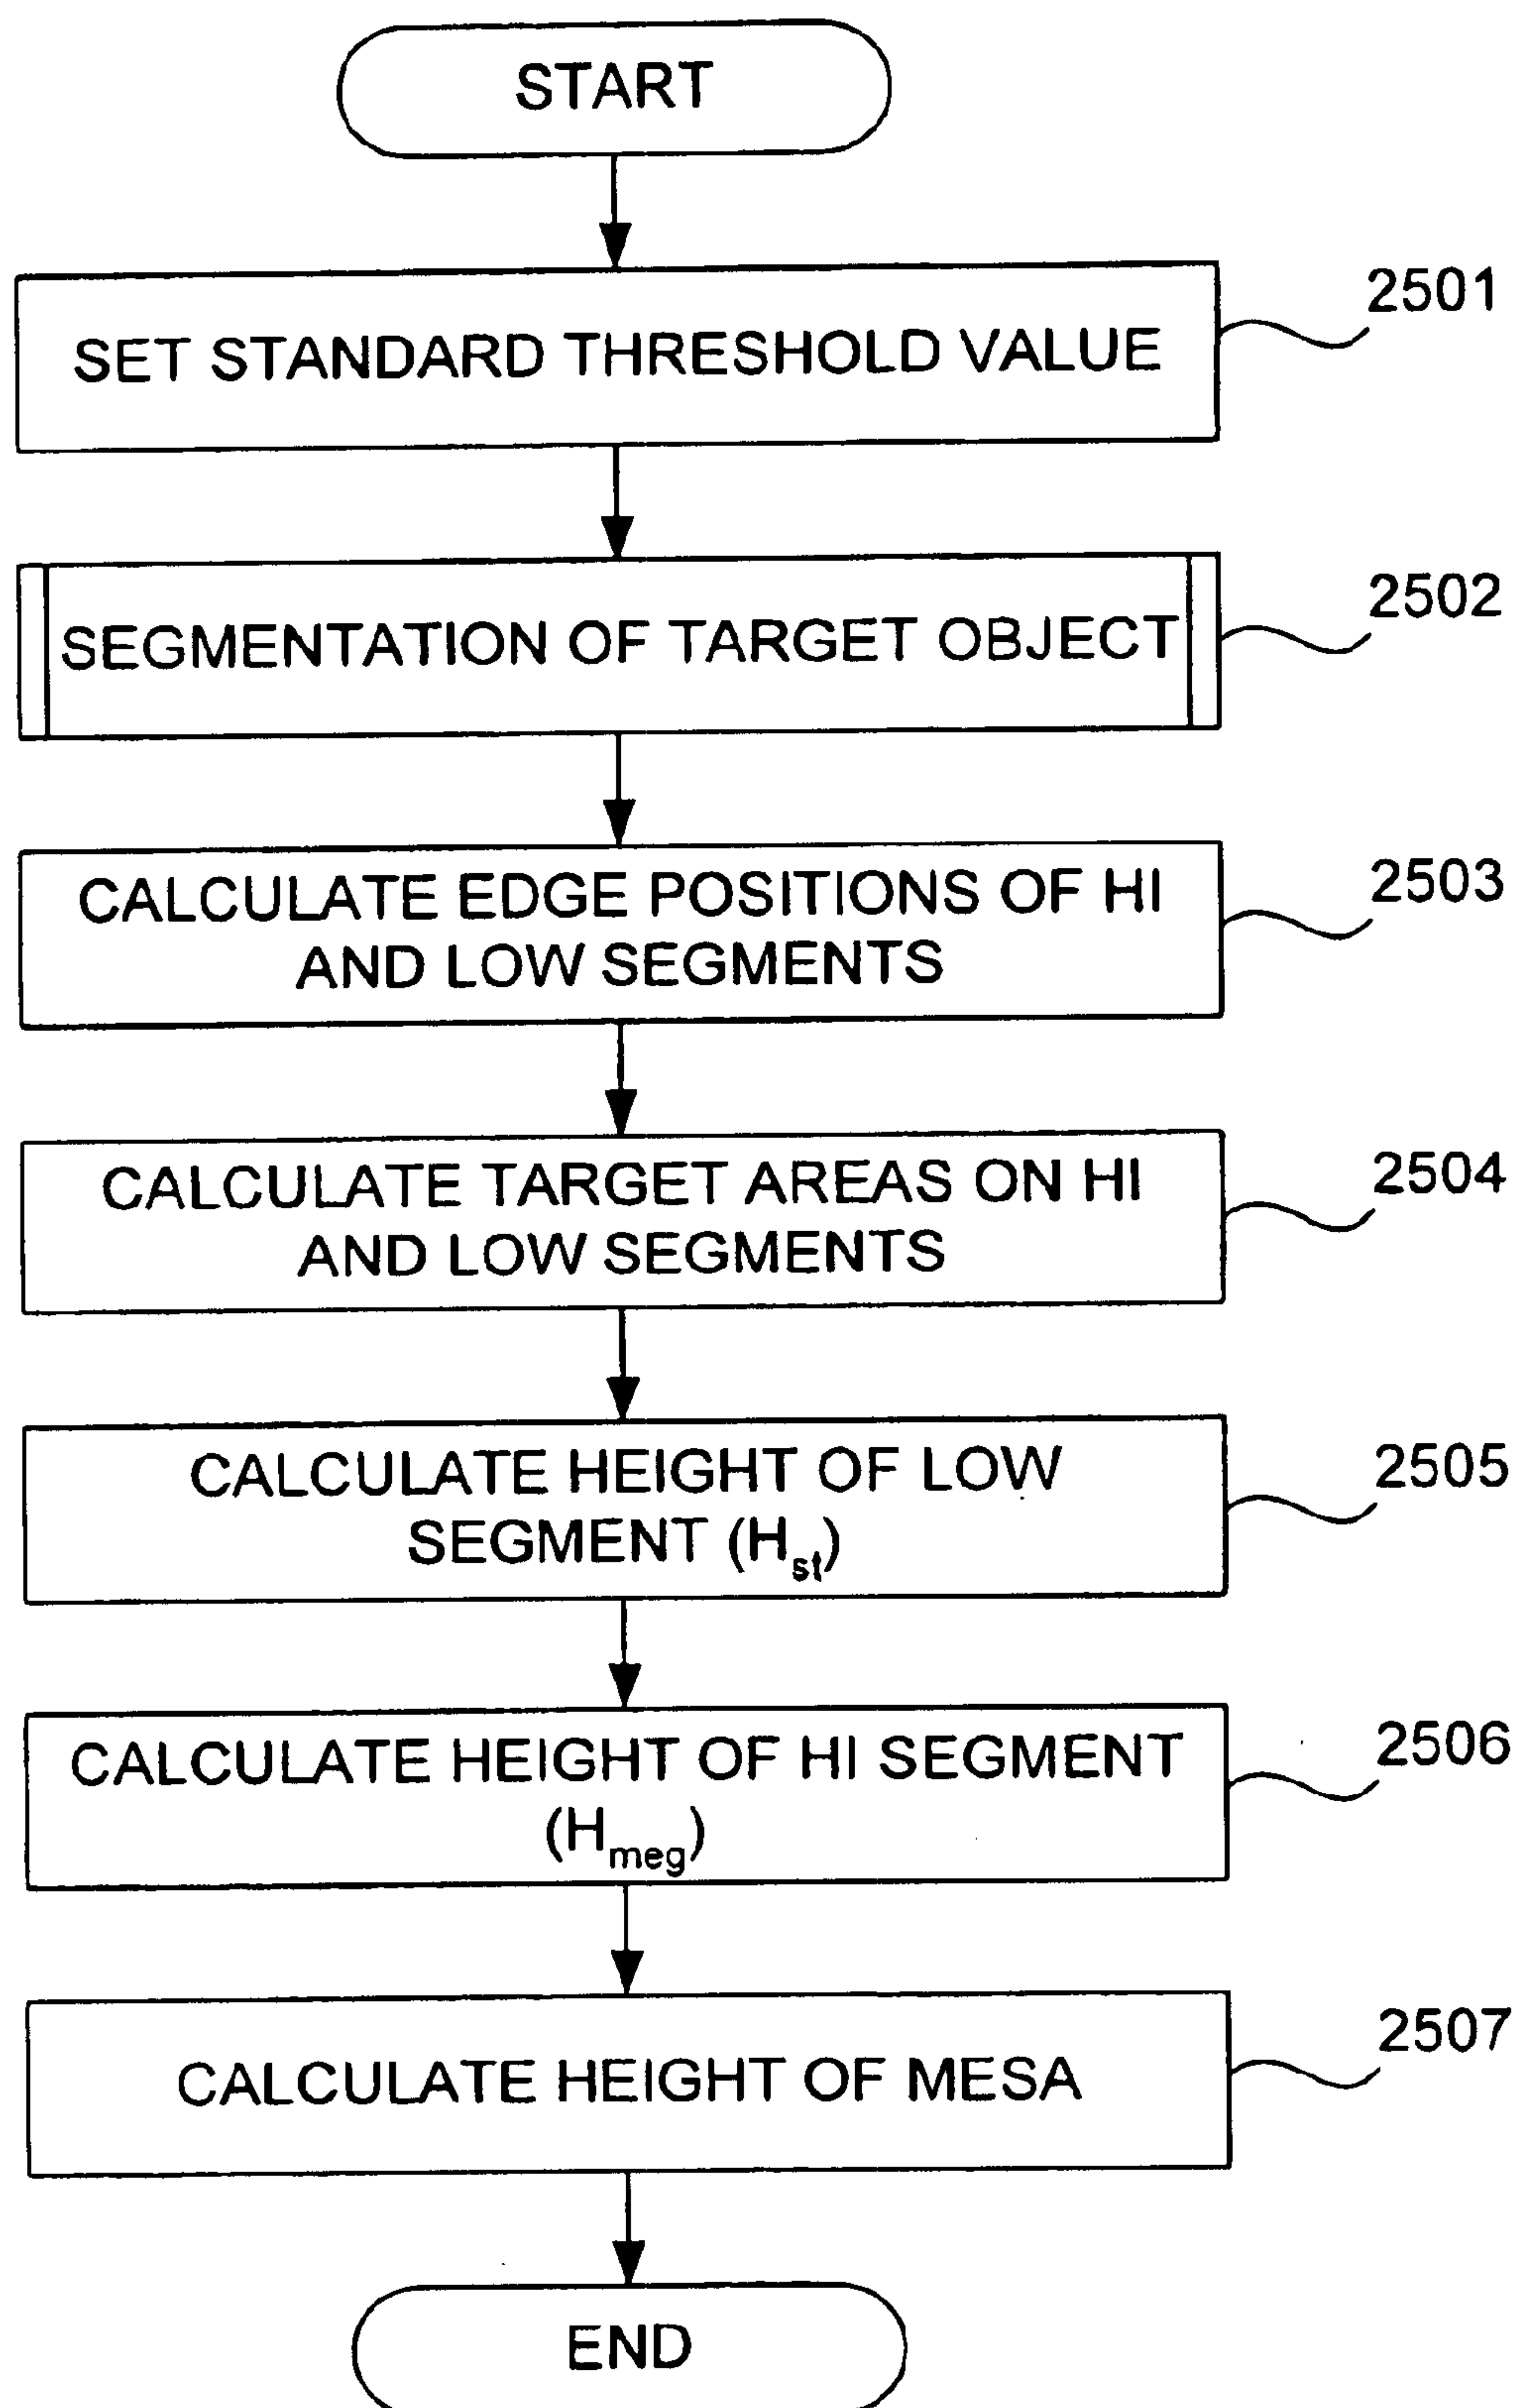 START
2501
SET STANDARD THRESHOLD VALUE
2502
SEGMENTATION OF TARGET OBJECT
2503
CALCULATE EDGE POSITIONS OF HI
AND LOW SEGMENTS
2504
CALCULATE TARGET AREAS ON HI
AND LOW SEGMENTS
2505
CALCULATE HEIGHT OF LOW
SEGMENT (Hst)
2506
CALCULATE HEIGHT OF HI SEGMENT
(Hmeg)
2507
CALCULATE HEIGHT OF MESA
END